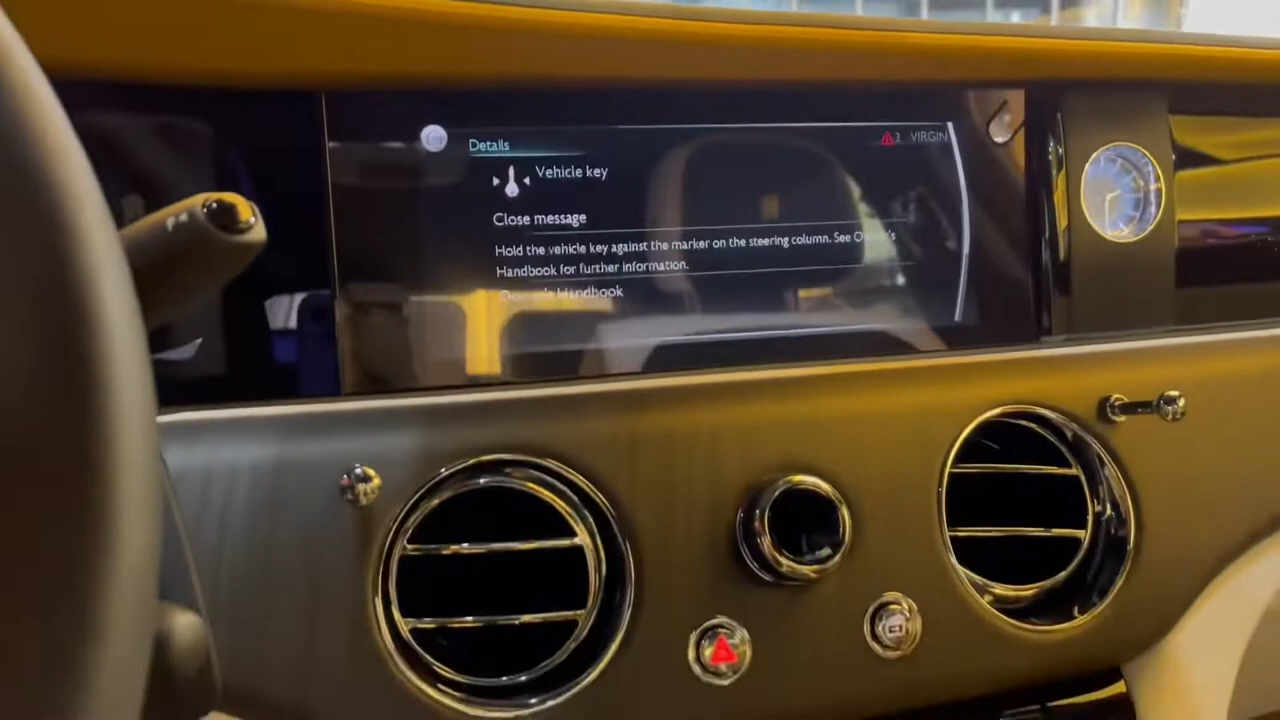 Details
3 VIRGIN
Vehicle key
Close message
Hold the vehicle key against the marker on the steering column. See
Handbook for further information.
Handbook